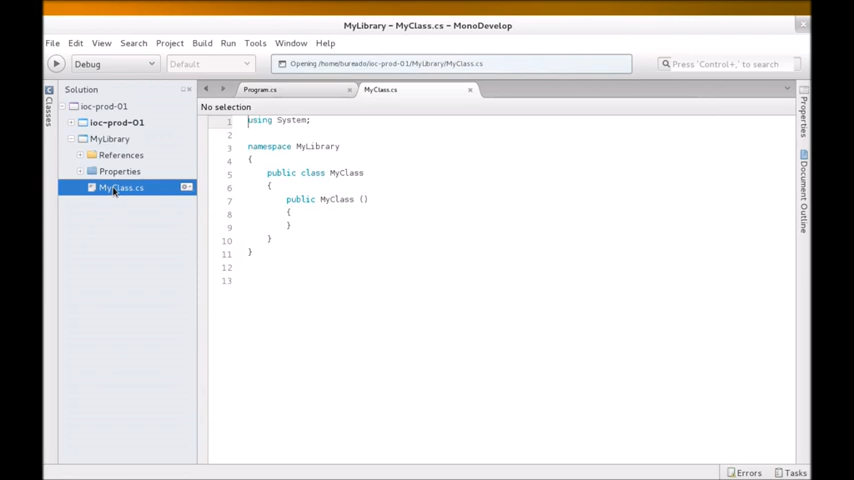 MyLibrary – MyClass.cs – MonoDevelop
File Edit View Search Project Build Run Tools Window Help
Debug Default Opening /home/bureado/ioc-prod-01/MyLibrary/MyClass.cs Press 'Control+,' to search
Classes
Solution
ioc-prod-01
ioc-prod-01
MyLibrary
References
Properties
MyClass.cs
Program.cs MyClass.cs
No selection
1 using System;
2
3 namespace MyLibrary
4 {
5 public class MyClass
6 {
7 public MyClass ()
8 {
9 }
10 }
11 }
12
13
Properties
Document Outline
Errors Tasks